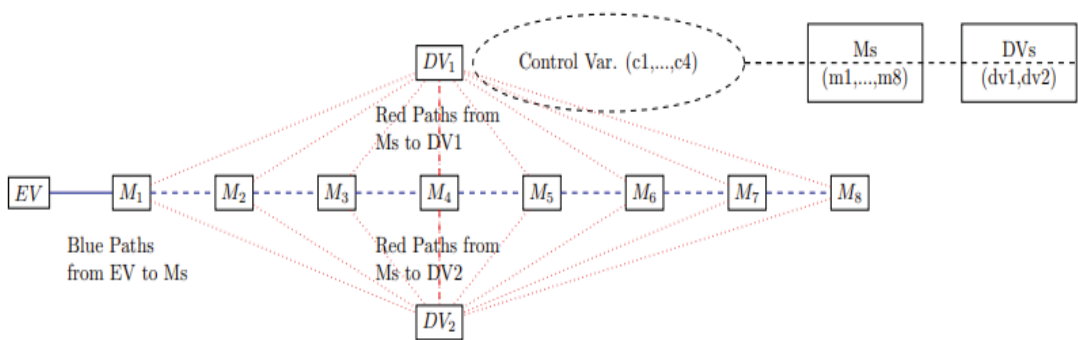 DV₁
Control Var. (c1,...,c4)
Ms
(m1,...,m8)
DVs
(dv1,dv2)
Red Paths from
Ms to DV1
EV
M₁
M₂
M₃
M₄
M₅
M₆
M₇
M₈
Blue Paths
from EV to Ms
Red Paths from
Ms to DV2
DV₂